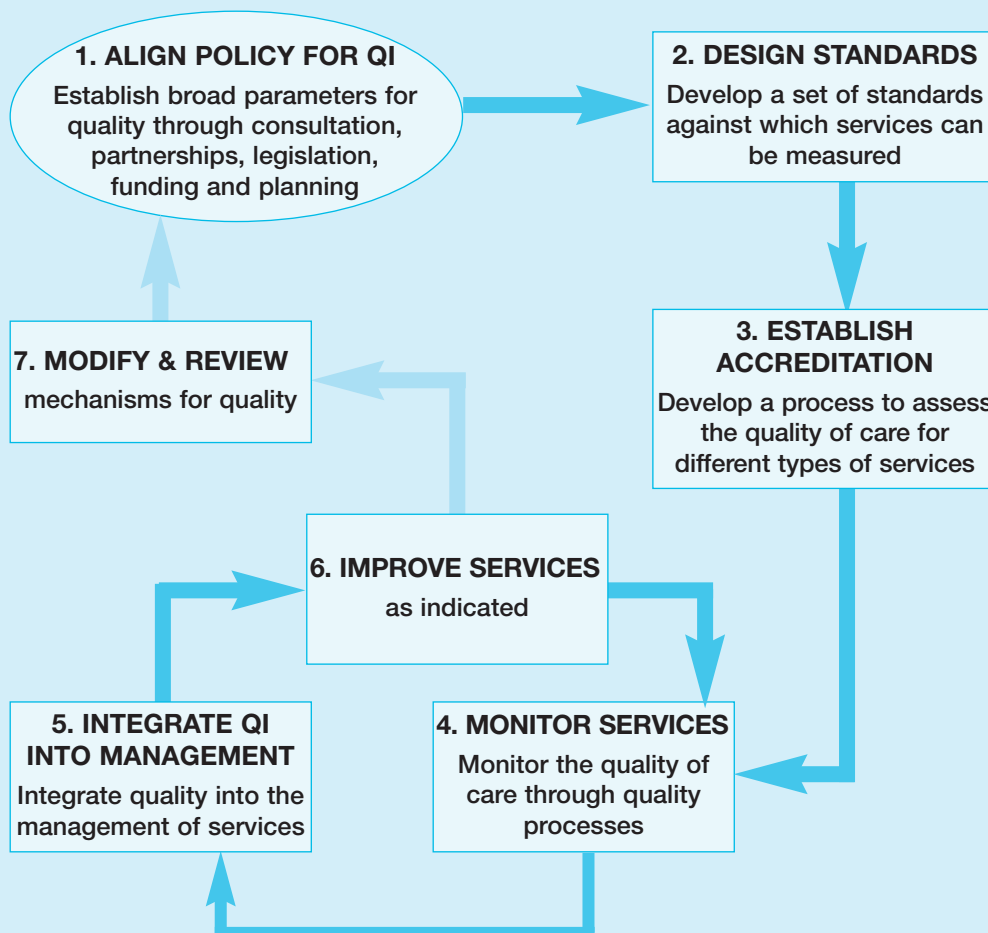 1. ALIGN POLICY FOR QI
Establish broad parameters for
quality through consultation,
partnerships, legislation,
funding and planning
2. DESIGN STANDARDS
Develop a set of standards
against which services can
be measured
3. ESTABLISH
ACCREDITATION
Develop a process to assess
the quality of care for
different types of services
4. MONITOR SERVICES
Monitor the quality of
care through quality
processes
5. INTEGRATE QI
INTO MANAGEMENT
Integrate quality into the
management of services
6. IMPROVE SERVICES
as indicated
7. MODIFY & REVIEW
mechanisms for quality